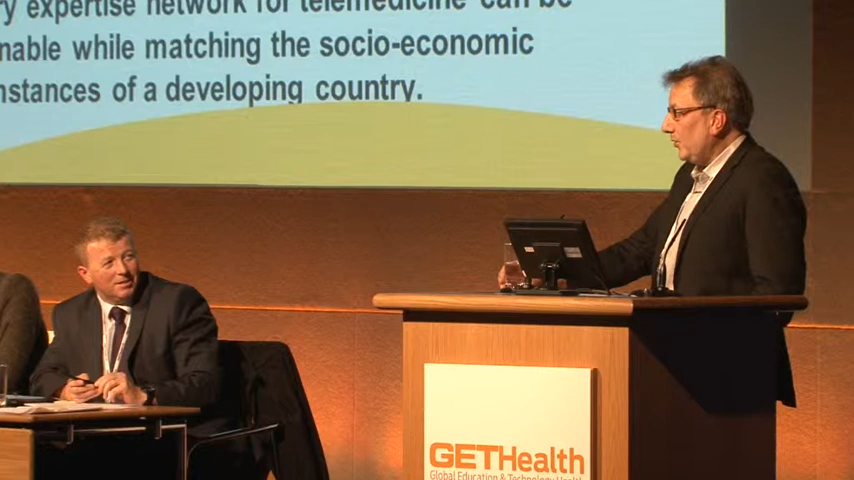 y expertise network for telemedicine can be
nable while matching the socio-economic
nstances of a developing country.
GETHealth
Global Education & Technology Health